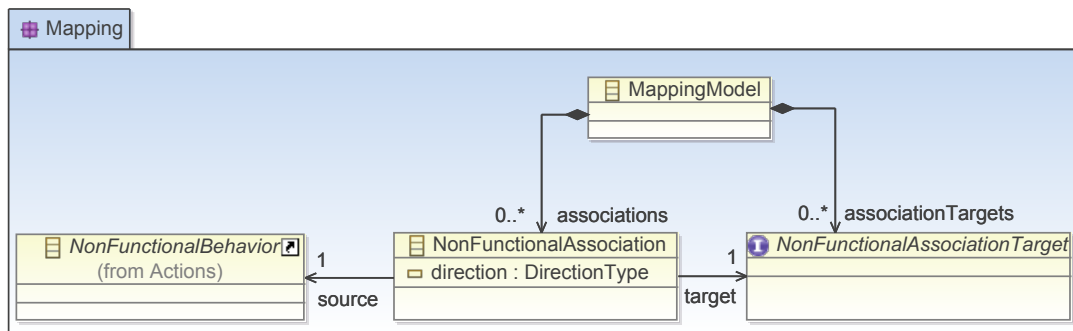 Mapping
MappingModel
0..* associations
0..* associationTargets
NonFunctionalBehavior
(from Actions)
NonFunctionalAssociation
direction : DirectionType
NonFunctionalAssociationTarget
1
source
1
target